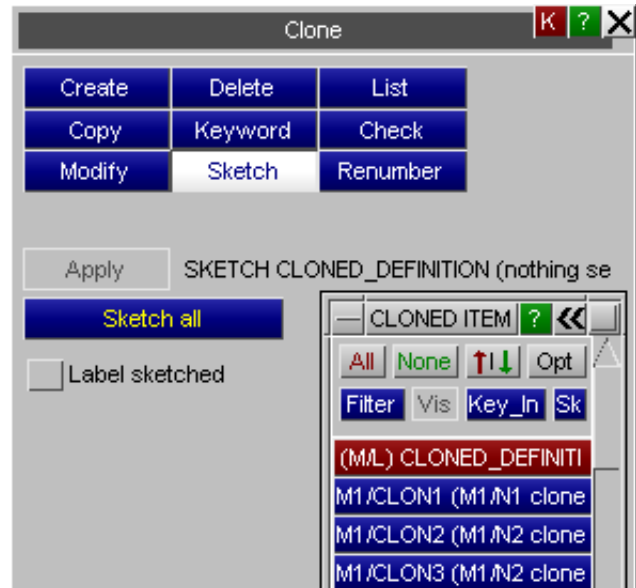 Clone K ?
Create Delete List
Copy Keyword Check
Modify Sketch Renumber
Apply SKETCH CLONED_DEFINITION (nothing se
Sketch all
CLONED ITEM ?
Label sketched
All None Opt
Filter Vis Key_In Sk
(M/L) CLONED_DEFINITI
M1/CLON1 (M1/N1 clone
M1/CLON2 (M1/N2 clone
M1/CLON3 (M1/N2 clone